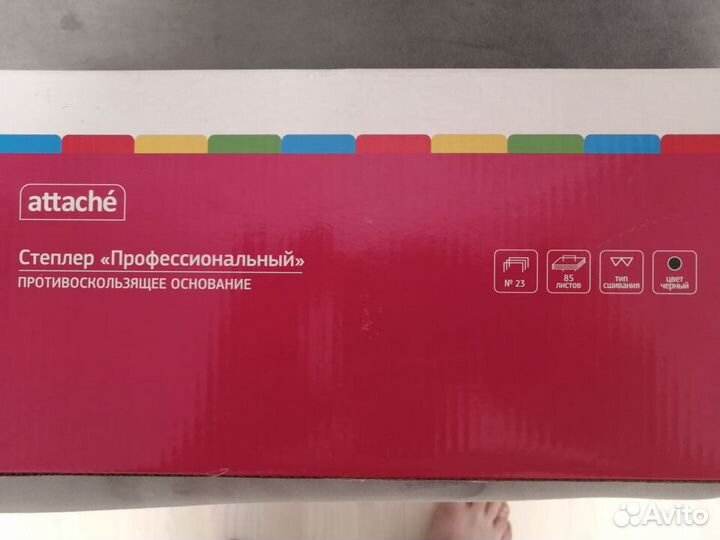 attaché
Степлер «Профессиональный»
ПРОТИВОСКОЛЬЗЯЩЕЕ ОСНОВАНИЕ
№ 23
85
ЛИСТОВ
ТИП
СШИВАНИЯ
ЦВЕТ
ЧЕРНЫЙ
Avito